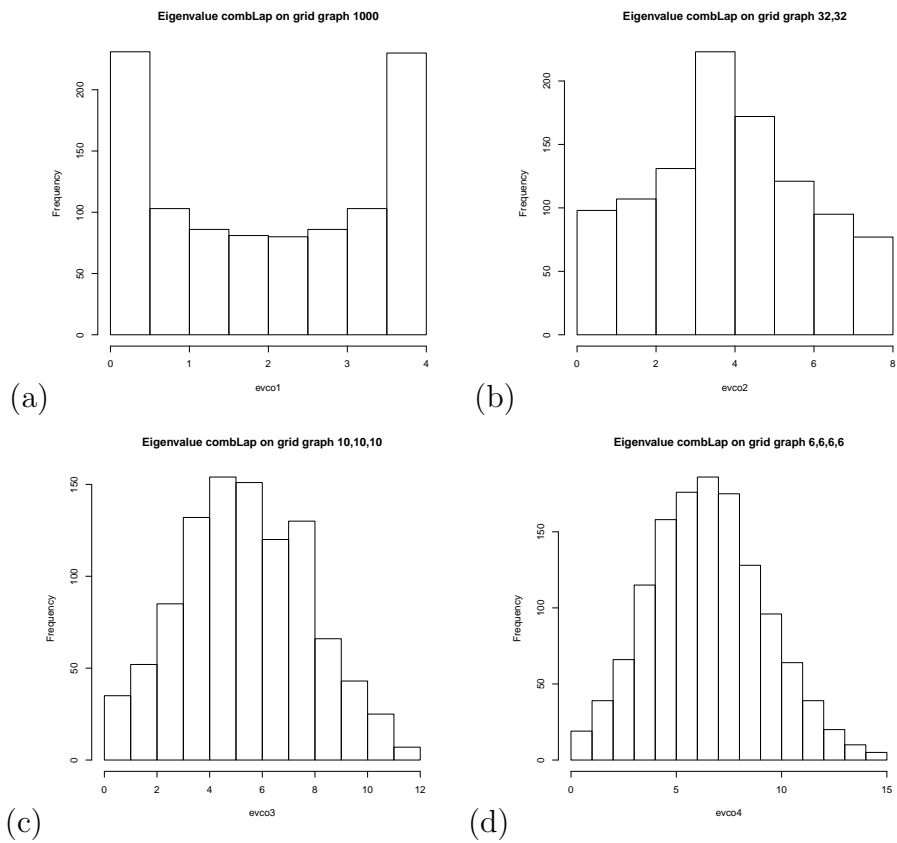 Eigenvalue combLap on grid graph 1000
Frequency
0 50 100 150 200
0 1 2 3 4
evco1
(a)
Eigenvalue combLap on grid graph 32,32
Frequency
0 50 100 150 200
0 2 4 6 8
evco2
(b)
Eigenvalue combLap on grid graph 10,10,10
Frequency
0 50 100 150
0 2 4 6 8 10 12
evco3
(c)
Eigenvalue combLap on grid graph 6,6,6,6
Frequency
0 50 100 150
0 5 10 15
evco4
(d)